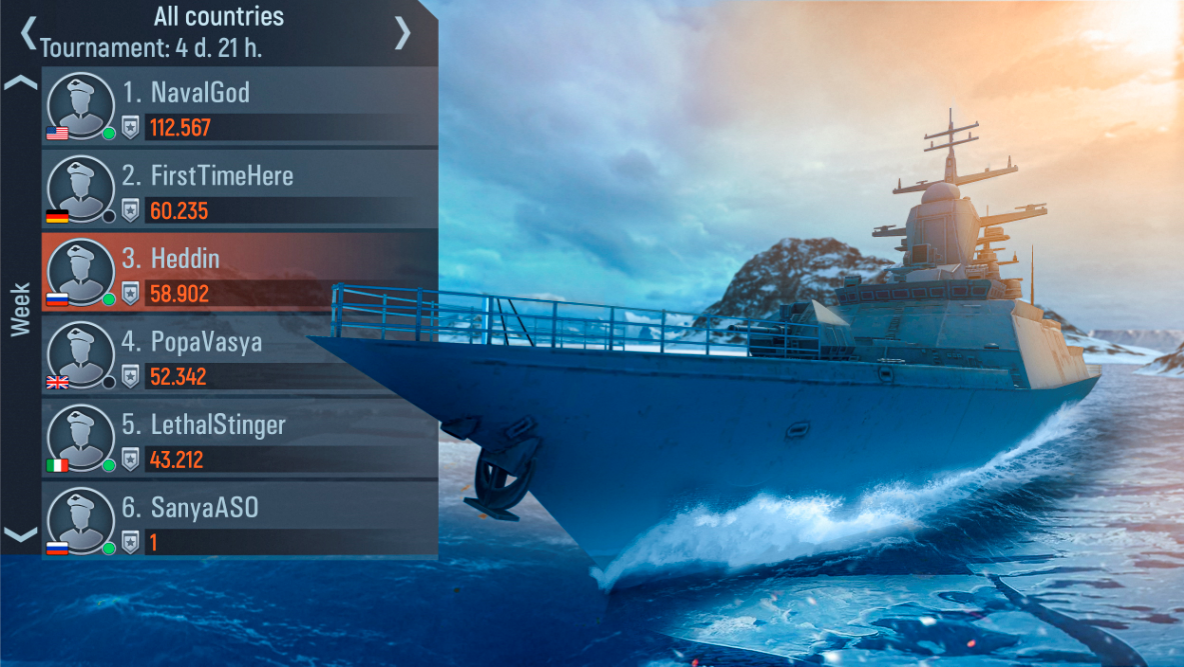 All countries
Tournament: 4 d. 21 h.
1. NavalGod
112.567
2. FirstTimeHere
60.235
3. Heddin
58.902
Week
4. PopaVasya
52.342
5. LethalStinger
43.212
6. SanyaASO
1